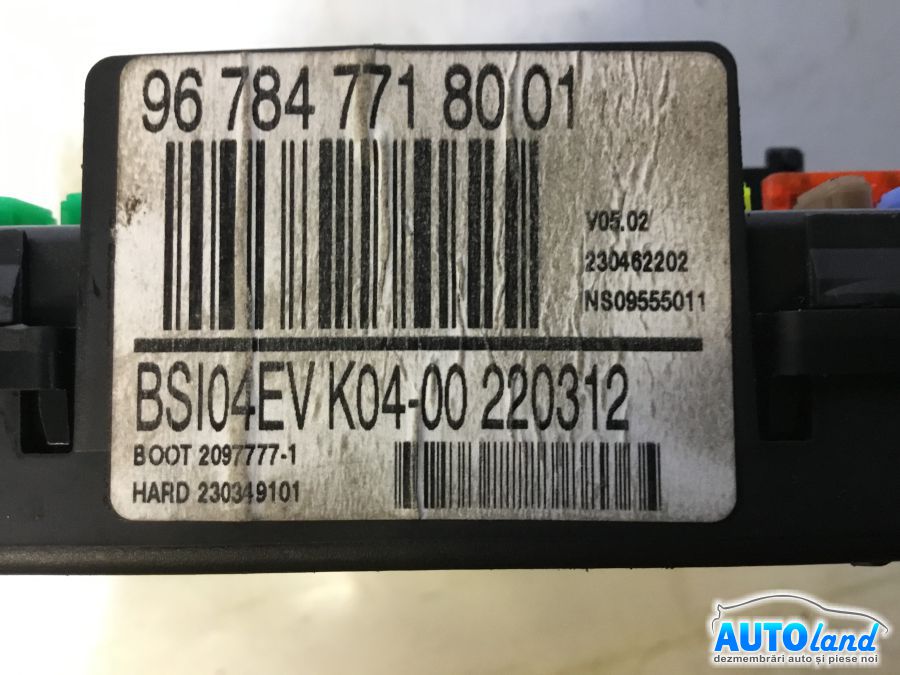 96 784 771 80 01
V05.02
230462202
NS09555011
BSI04EV K04-00 220312
BOOT 2097777-1
HARD 230349101
AUTOland
dezmembrări auto și piese noi